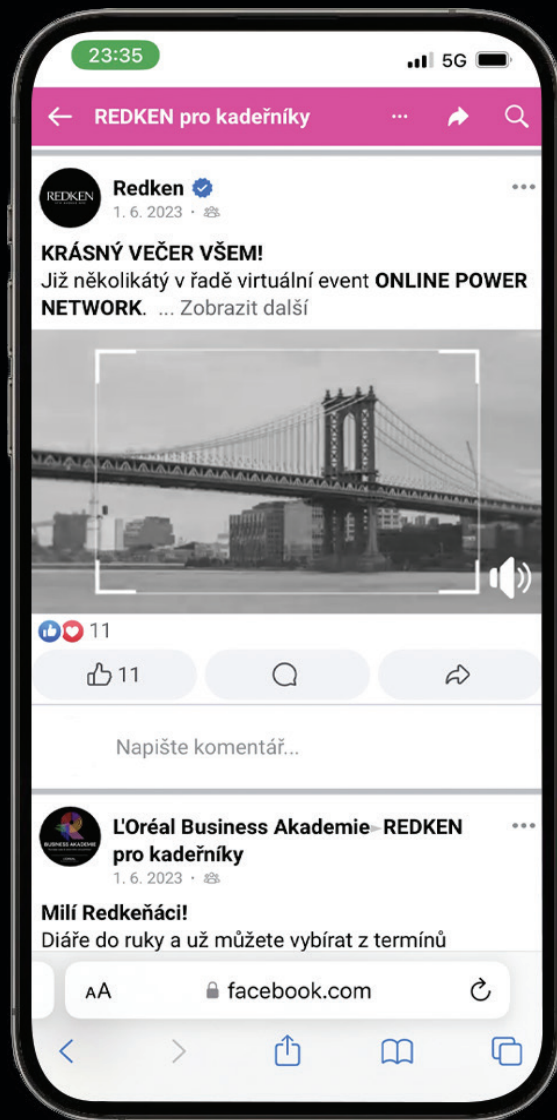 23:35
5G
REDKEN pro kadeřníky
REDKEN
Redken
1. 6. 2023
KRÁSNÝ VEČER VŠEM!
Již několikátý v řadě virtuální event ONLINE POWER
NETWORK. ... Zobrazit další
11
11
Napište komentář...
BUSINESS AKADEMIE
L'Oréal Business Akademie REDKEN
pro kadeřníky
1. 6. 2023
Milí Redkeňáci!
Diáře do ruky a už můžete vybírat z termínů
AA
facebook.com